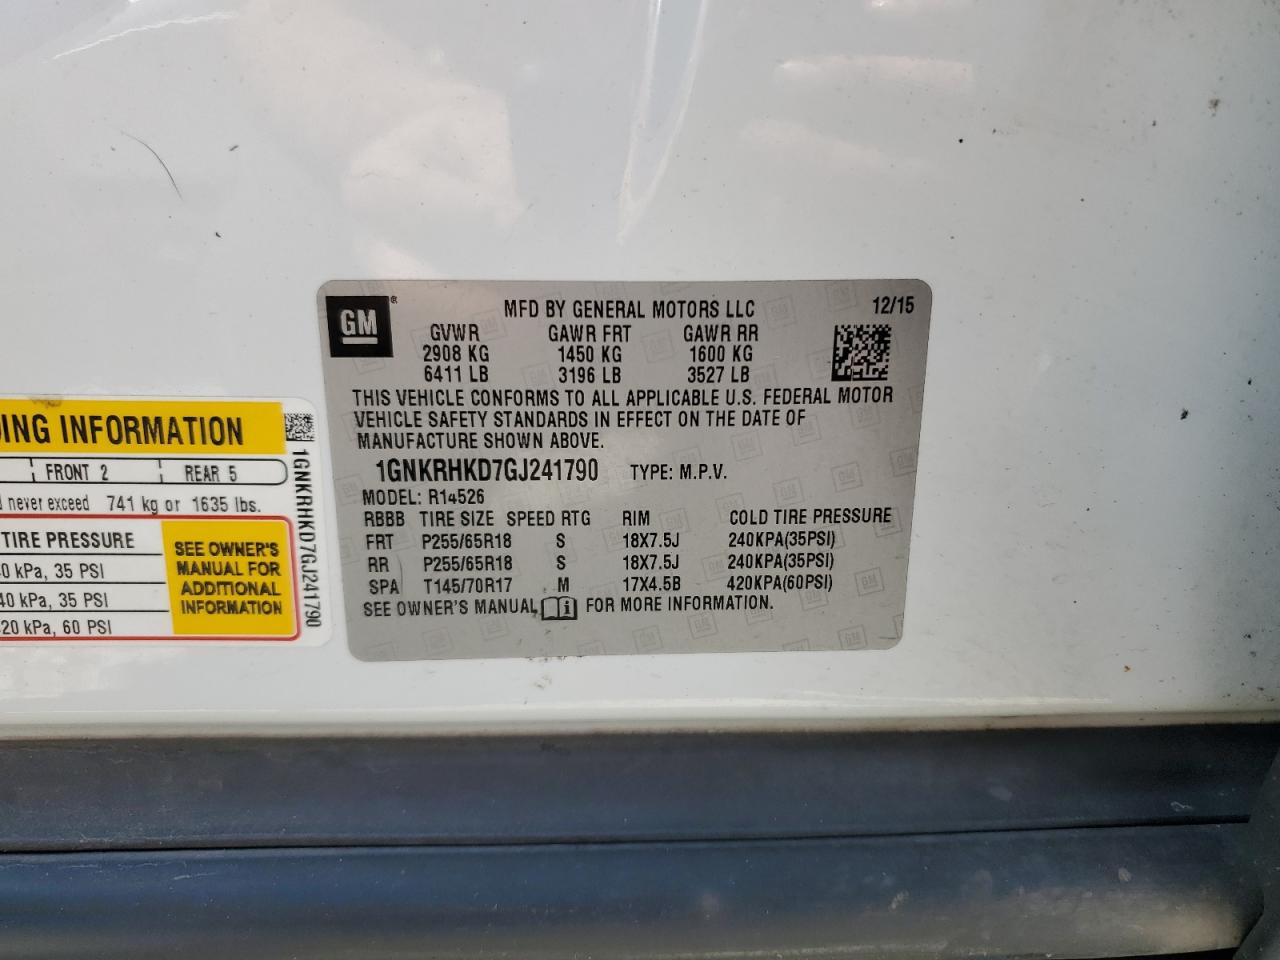 GM ®
MFD BY GENERAL MOTORS LLC 12/15
GVWR GAWR FRT GAWR RR
2908 KG 1450 KG 1600 KG
6411 LB 3196 LB 3527 LB
THIS VEHICLE CONFORMS TO ALL APPLICABLE U.S. FEDERAL MOTOR
VEHICLE SAFETY STANDARDS IN EFFECT ON THE DATE OF
MANUFACTURE SHOWN ABOVE.
1GNKRHKD7GJ241790 TYPE: M.P.V.
MODEL: R14526
RBBB TIRE SIZE SPEED RTG RIM COLD TIRE PRESSURE
FRT P255/65R18 S 18X7.5J 240KPA(35PSI)
RR P255/65R18 S 18X7.5J 240KPA(35PSI)
SPA T145/70R17 M 17X4.5B 420KPA(60PSI)
SEE OWNER'S MANUAL FOR MORE INFORMATION.
ING INFORMATION
FRONT 2 REAR 5
never exceed 741 kg or 1635 lbs.
TIRE PRESSURE
0 kPa, 35 PSI
40 kPa, 35 PSI
20 kPa, 60 PSI
SEE OWNER'S
MANUAL FOR
ADDITIONAL
INFORMATION
1GNKRHKD7GJ241790